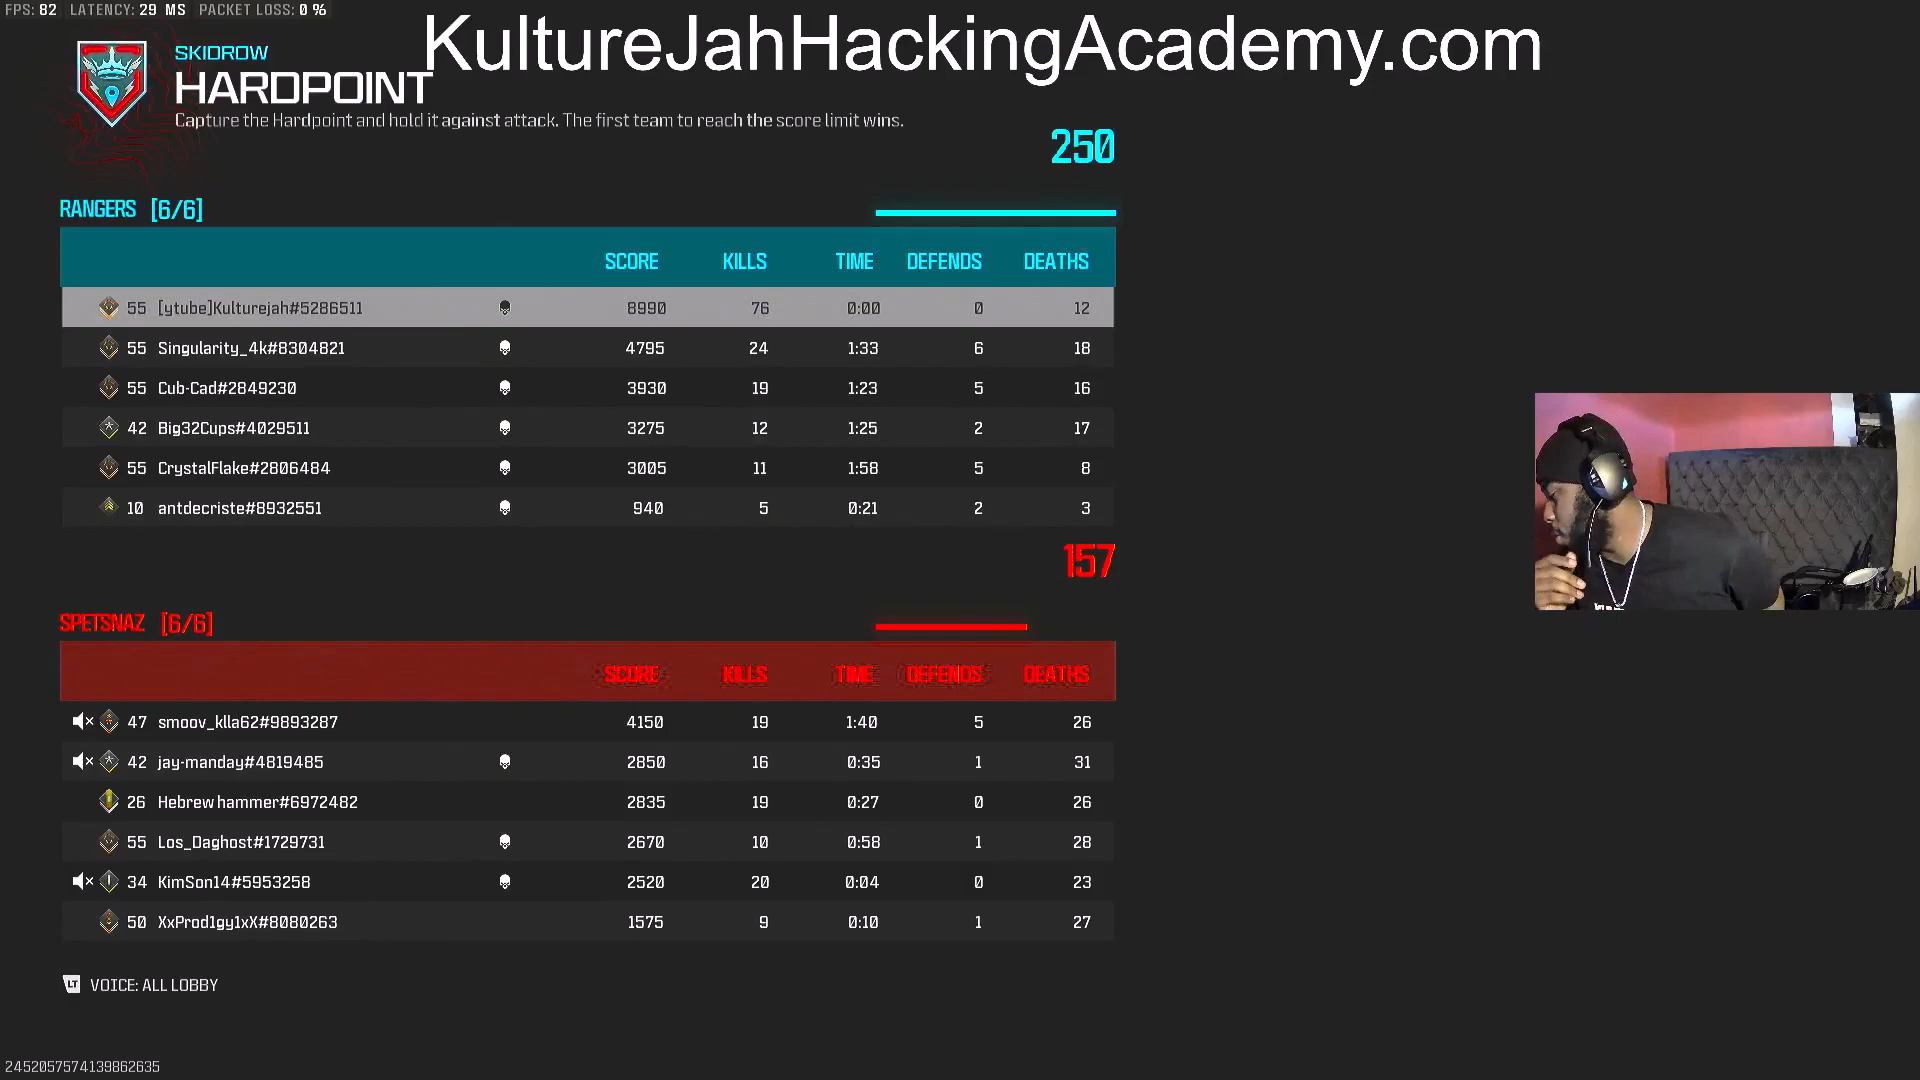 FPS: 82 LATENCY: 29 MS PACKET LOSS: 0 %
KultureJahHackingAcademy.com
SKIDROW
HARDPOINT
Capture the Hardpoint and hold it against attack. The first team to reach the score limit wins.
250
RANGERS [6/6]
SCORE KILLS TIME DEFENDS DEATHS
55 [ytube]Kulturejah#5286511 8990 76 0:00 0 12
55 Singularity_4k#8304821 4795 24 1:33 6 18
55 Cub-Cad#2849230 3930 19 1:23 5 16
42 Big32Cups#4029511 3275 12 1:25 2 17
55 CrystalFlake#2806484 3005 11 1:58 5 8
10 antdecriste#8932551 940 5 0:21 2 3
157
SPETSNAZ [6/6]
SCORE KILLS TIME DEFENDS DEATHS
47 smoov_klla62#9893287 4150 19 1:40 5 26
42 jay-manday#4819485 2850 16 0:35 1 31
26 Hebrew hammer#6972482 2835 19 0:27 0 26
55 Los_Daghost#1729731 2670 10 0:58 1 28
34 KimSon14#5953258 2520 20 0:04 0 23
50 XxProd1gy1xX#8080263 1575 9 0:10 1 27
LT VOICE: ALL LOBBY
2452057574139862635